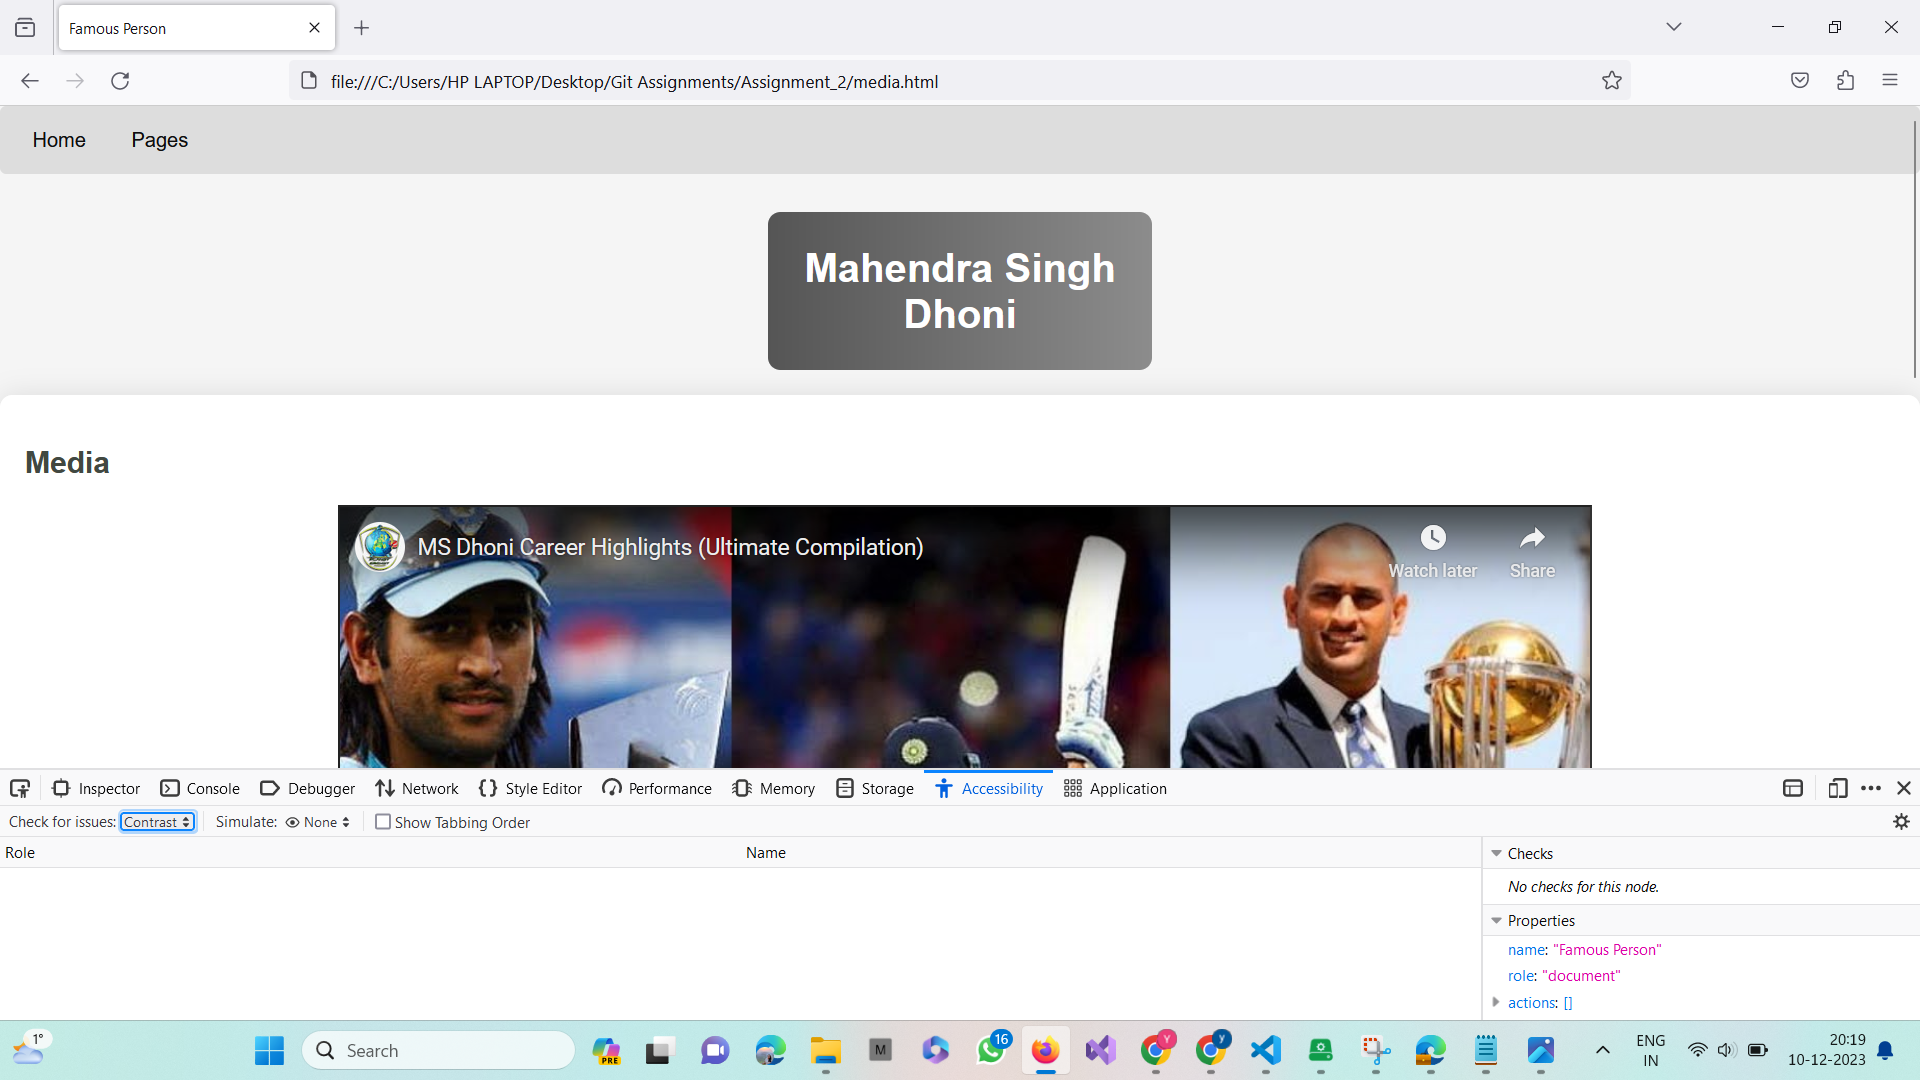 Famous Person
file:///C:/Users/HP LAPTOP/Desktop/Git Assignments/Assignment_2/media.html
Home Pages
Mahendra Singh
Dhoni
Media
MS Dhoni Career Highlights (Ultimate Compilation)
Watch later Share
Inspector Console Debugger Network Style Editor Performance Memory Storage Accessibility Application
Check for issues: Contrast Simulate: None Show Tabbing Order
Role Name
Checks
No checks for this node.
Properties
name: "Famous Person"
role: "document"
actions: []
1°
Search
PRE
M
16
Y
y
ENG
IN
20:19
10-12-2023